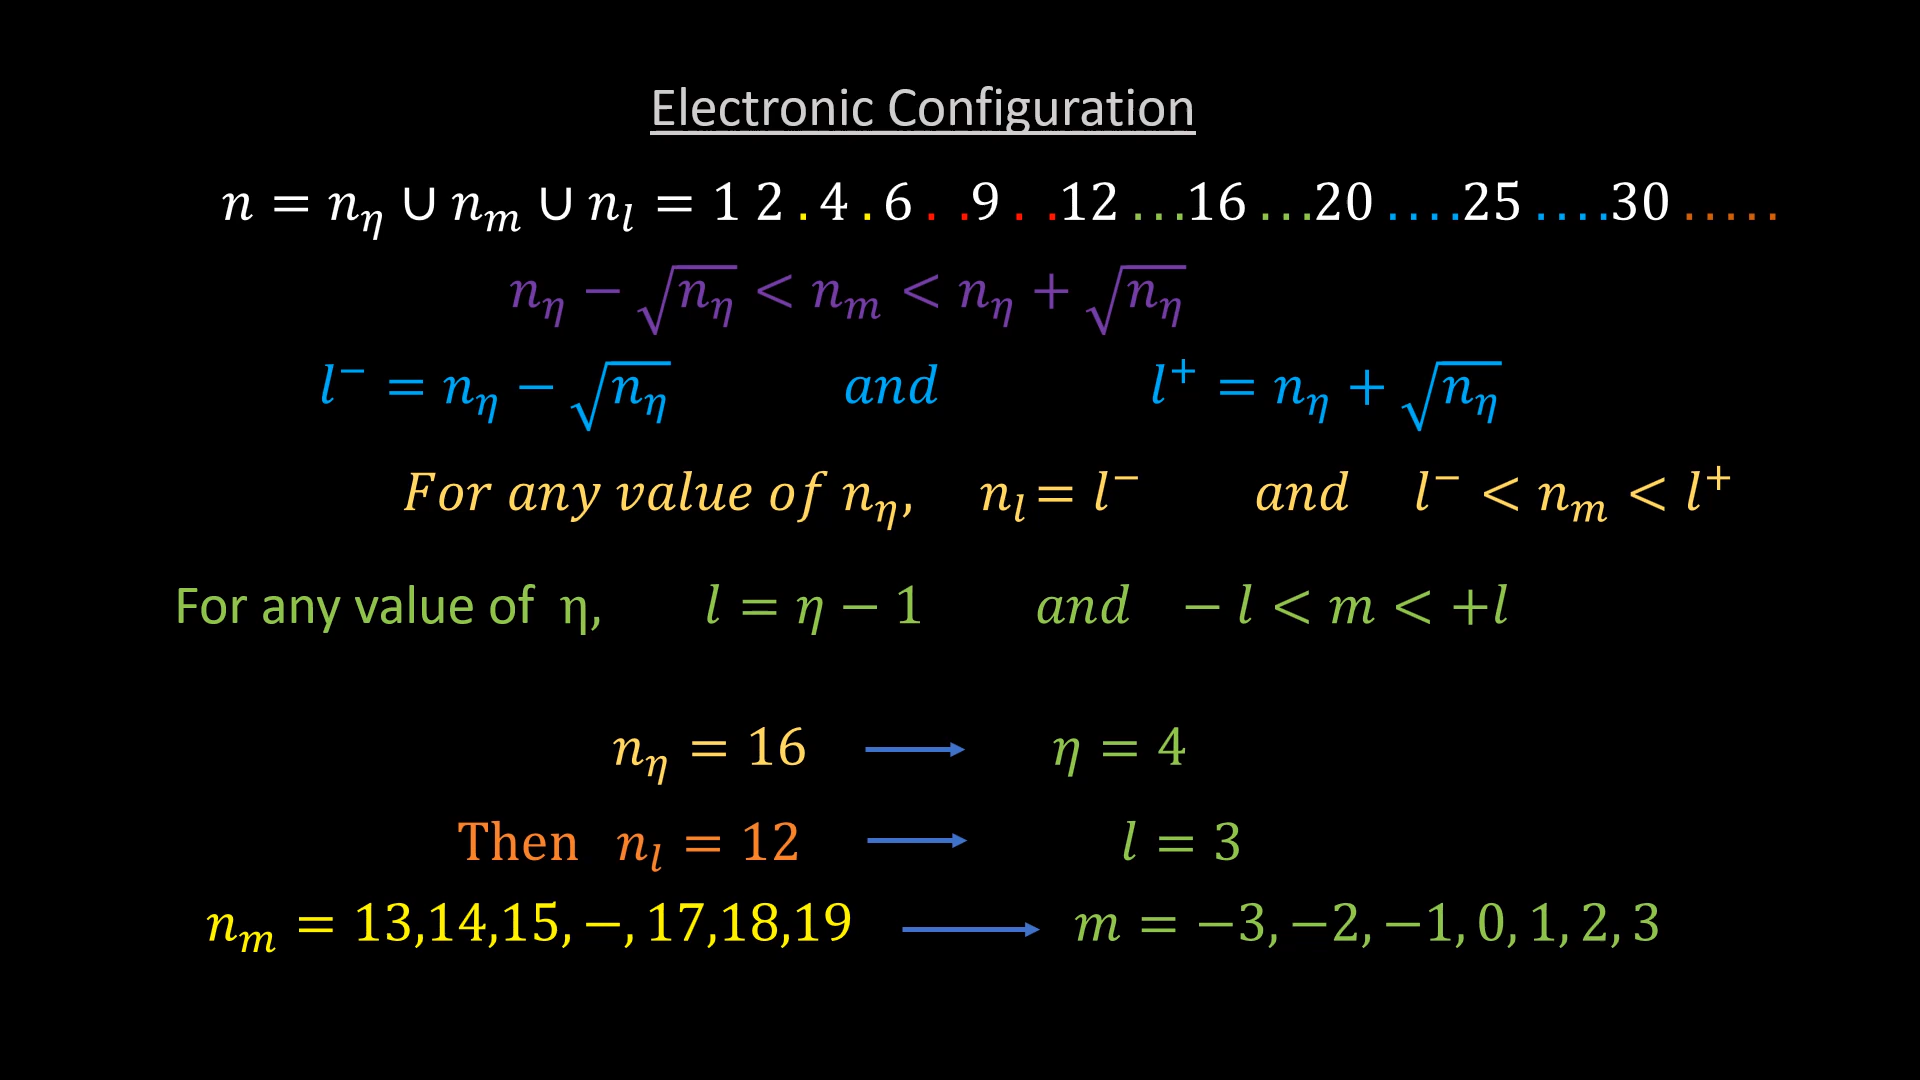 Electronic Configuration
n = n_η ∪ n_m ∪ n_l = 1 2 . 4 . 6 . . 9 . . 12 . . . 16 . . . 20 . . . . 25 . . . . 30 . . . . .
n_η − √n_η < n_m < n_η + √n_η
l⁻ = n_η − √n_η and l⁺ = n_η + √n_η
For any value of n_η, n_l = l⁻ and l⁻ < n_m < l⁺
For any value of η, l = η − 1 and − l < m < +l
n_η = 16 → η = 4
Then n_l = 12 → l = 3
n_m = 13,14,15, −, 17,18,19 → m = −3, −2, −1, 0, 1, 2, 3